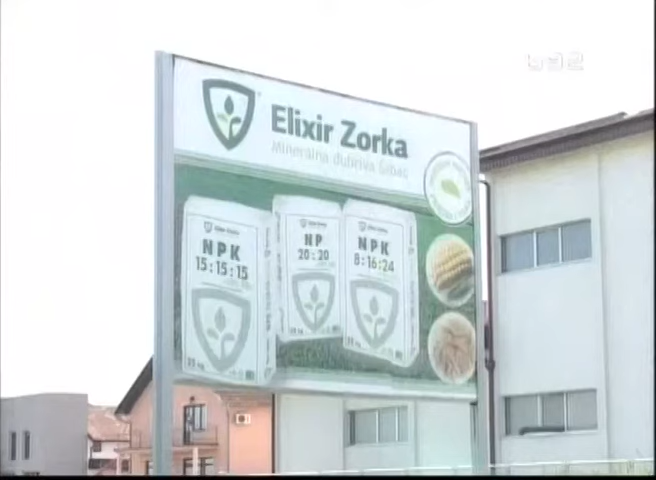 B92
Elixir Zorka
Mineralna đubriva Šabac
NPK
15:15:15
NP
20:20
NPK
8:16:24